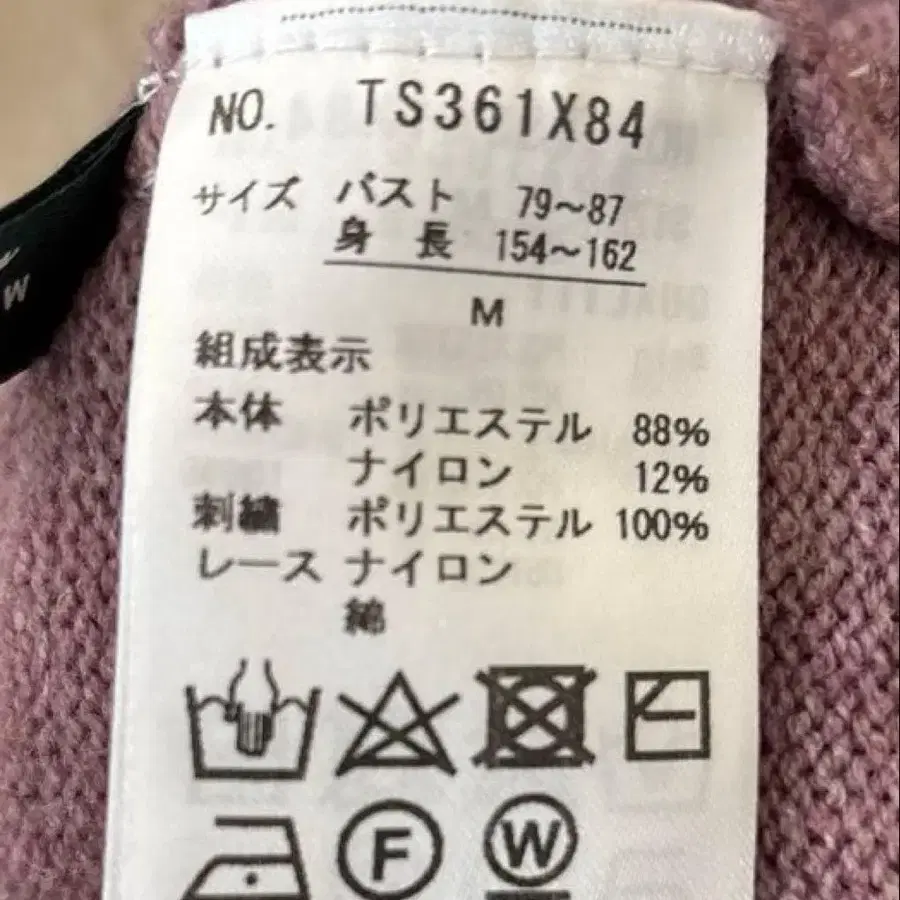 NO. TS361X84
サイズ バスト 79～87
身長 154～162
M
組成表示
本体 ポリエステル 88%
ナイロン 12%
刺繍 ポリエステル 100%
レース ナイロン
綿
F W
W